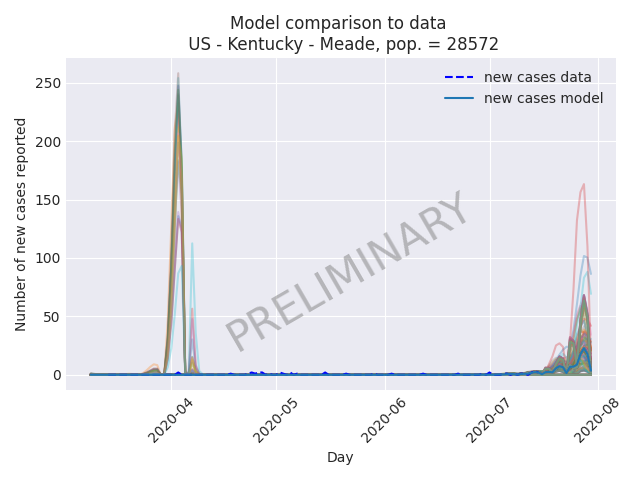 Model comparison to data
US - Kentucky - Meade, pop. = 28572
new cases data
new cases model
Number of new cases reported
250
200
150
100
50
0
PRELIMINARY
2020-04
2020-05
2020-06
2020-07
2020-08
Day